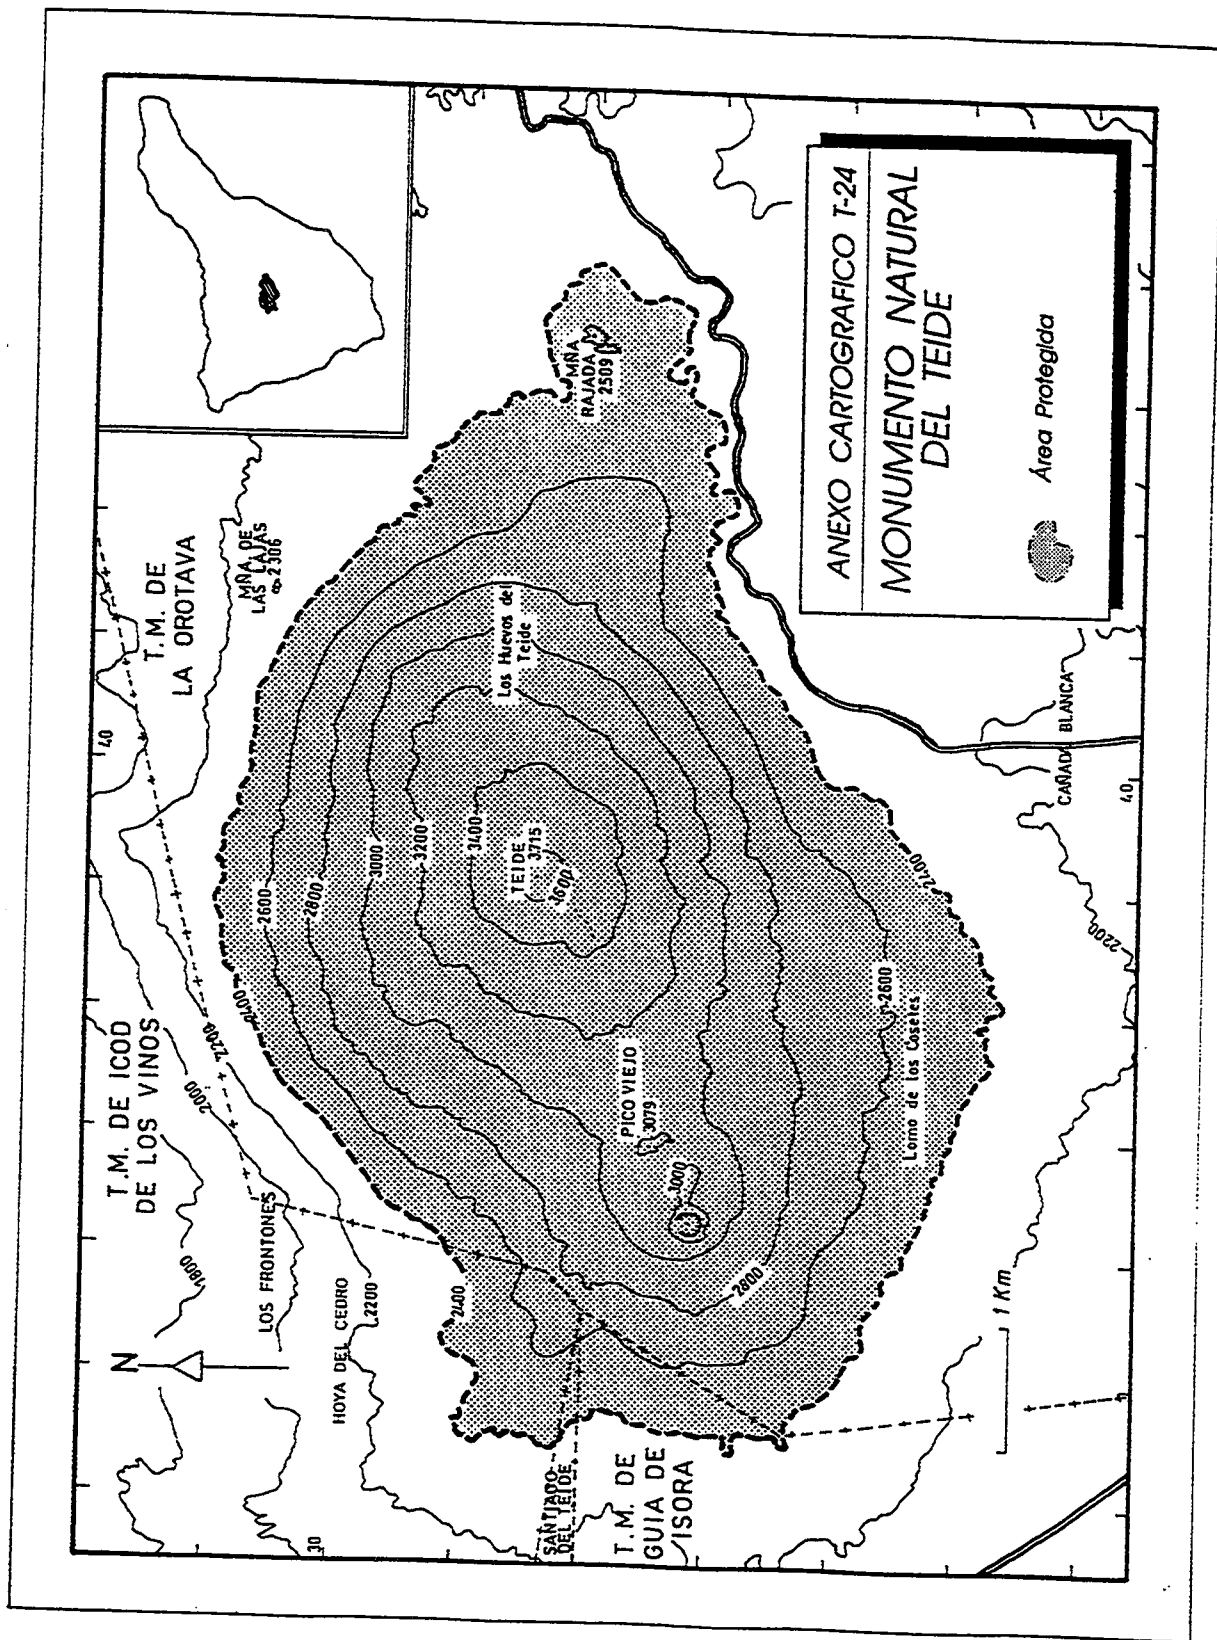 T.M. DE ICOD
DE LOS VINOS
T.M. DE
LA OROTAVA
40
N
1800
2000
2200
2400
LOS FRONTONES
HOYA DEL CEDRO
2200
30
MÑA DE
LAS LAJAS
2306
2600
2800
3000
3200
3400
TEIDE
3715
Los Huevos del
Teide
MÑA
RAJADA
2509
2400
SANTIAGO
DEL TEIDE
T.M. DE
GUIA DE
ISORA
PICO VIEJO
3079
3000
2800
2600
Lomo de los Cosetes
2400
2200
CAÑADA BLANCA
40
1 Km
ANEXO CARTOGRAFICO T-24
MONUMENTO NATURAL
DEL TEIDE
Área Protegida